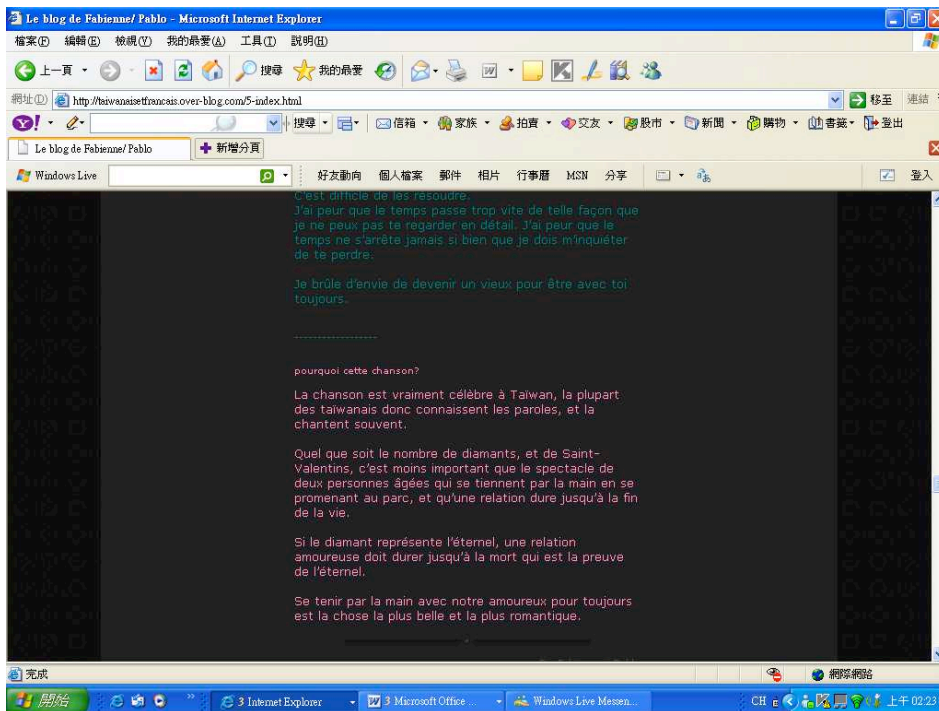 Le blog de Fabienne/ Pablo - Microsoft Internet Explorer
檔案(F) 編輯(E) 檢視(V) 我的最愛(A) 工具(T) 說明(H)
上一頁 搜尋 我的最愛
網址(D) http://taiwanaisetfrancais.over-blog.com/5-index.html 移至 連結
Y! 搜尋 信箱 家族 拍賣 交友 股市 新聞 購物 書籤 登出
Le blog de Fabienne/ Pablo 新增分頁
Windows Live 好友動向 個人檔案 郵件 相片 行事曆 MSN 分享 登入
C'est difficile de les résoudre.
J'ai peur que le temps passe trop vite de telle façon que
je ne peux pas te regarder en détail. J'ai peur que le
temps ne s'arrête jamais si bien que je dois m'inquiéter
de te perdre.
Je brûle d'envie de devenir un vieux pour être avec toi
toujours.
------------------
pourquoi cette chanson?
La chanson est vraiment célèbre à Taïwan, la plupart
des taïwanais donc connaissent les paroles, et la
chantent souvent.
Quel que soit le nombre de diamants, et de Saint-
Valentins, c'est moins important que le spectacle de
deux personnes âgées qui se tiennent par la main en se
promenant au parc, et qu'une relation dure jusqu'à la fin
de la vie.
Si le diamant représente l'éternel, une relation
amoureuse doit durer jusqu'à la mort qui est la preuve
de l'éternel.
Se tenir par la main avec notre amoureux pour toujours
est la chose la plus belle et la plus romantique.
完成 網際網路
開始 3 Internet Explorer 3 Microsoft Office ... Windows Live Messen... CH 上午 02:23